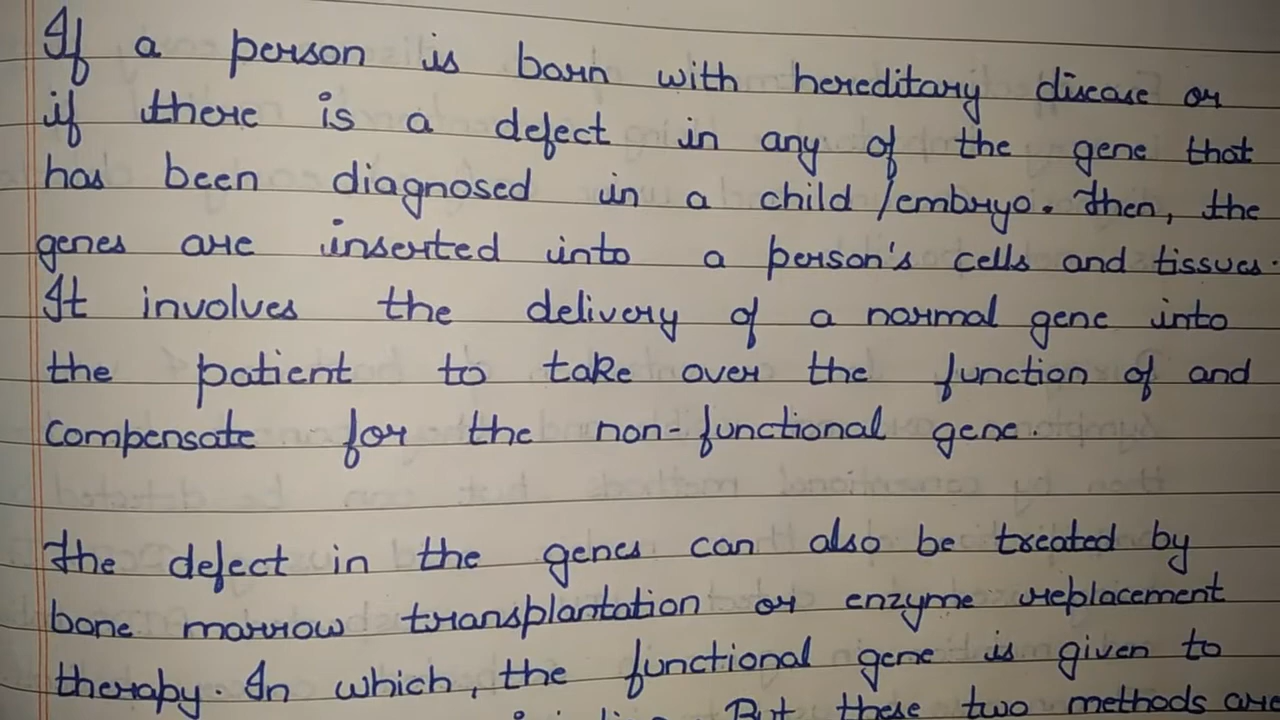 If a person is born with hereditary disease or
if there is a defect in any of the gene that
has been diagnosed in a child/embryo. Then, the
genes are inserted into a person's cells and tissues.
It involves the delivery of a normal gene into
the patient to take over the function of and
compensate for the non-functional gene.
The defect in the genes can also be treated by
bone marrow transplantation or enzyme replacement
therapy. In which, the functional gene is given to
But these two methods are